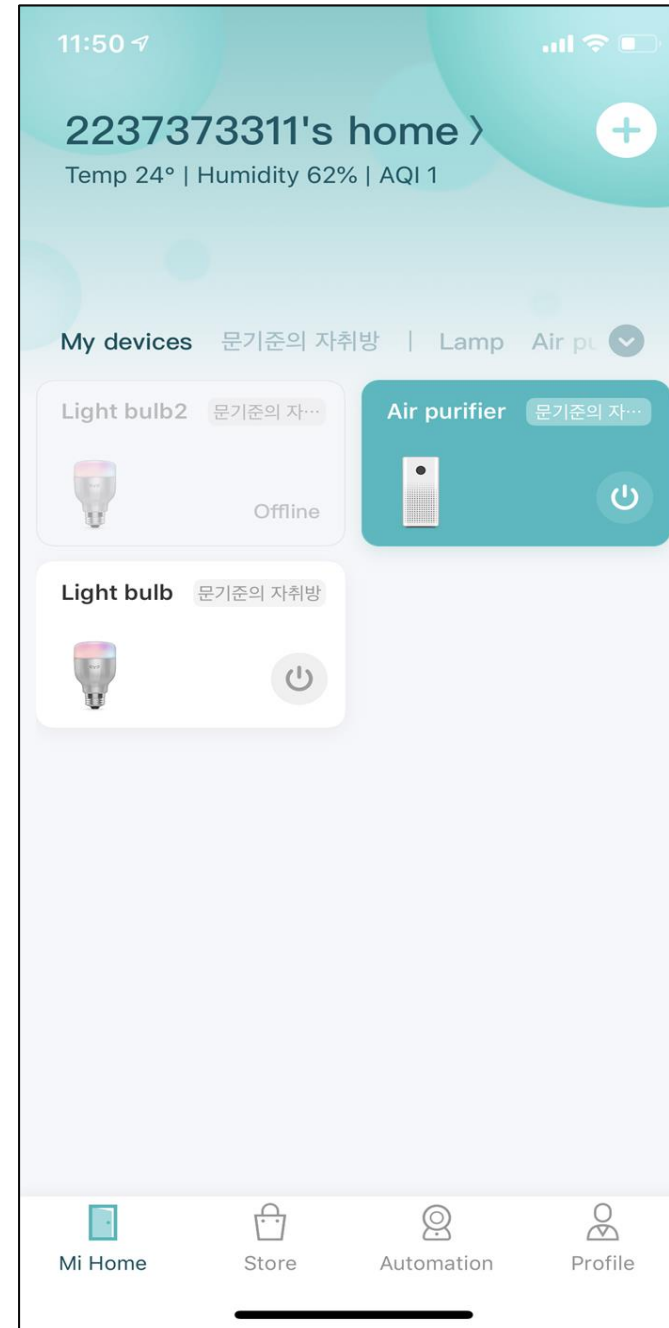 11:50
2237373311's home 〉
Temp 24° | Humidity 62% | AQI 1
My devices 문기준의 자취방 | Lamp Air pu
Light bulb2 문기준의 자…
Offline
Air purifier 문기준의 자…
Light bulb 문기준의 자취방
Mi Home Store Automation Profile